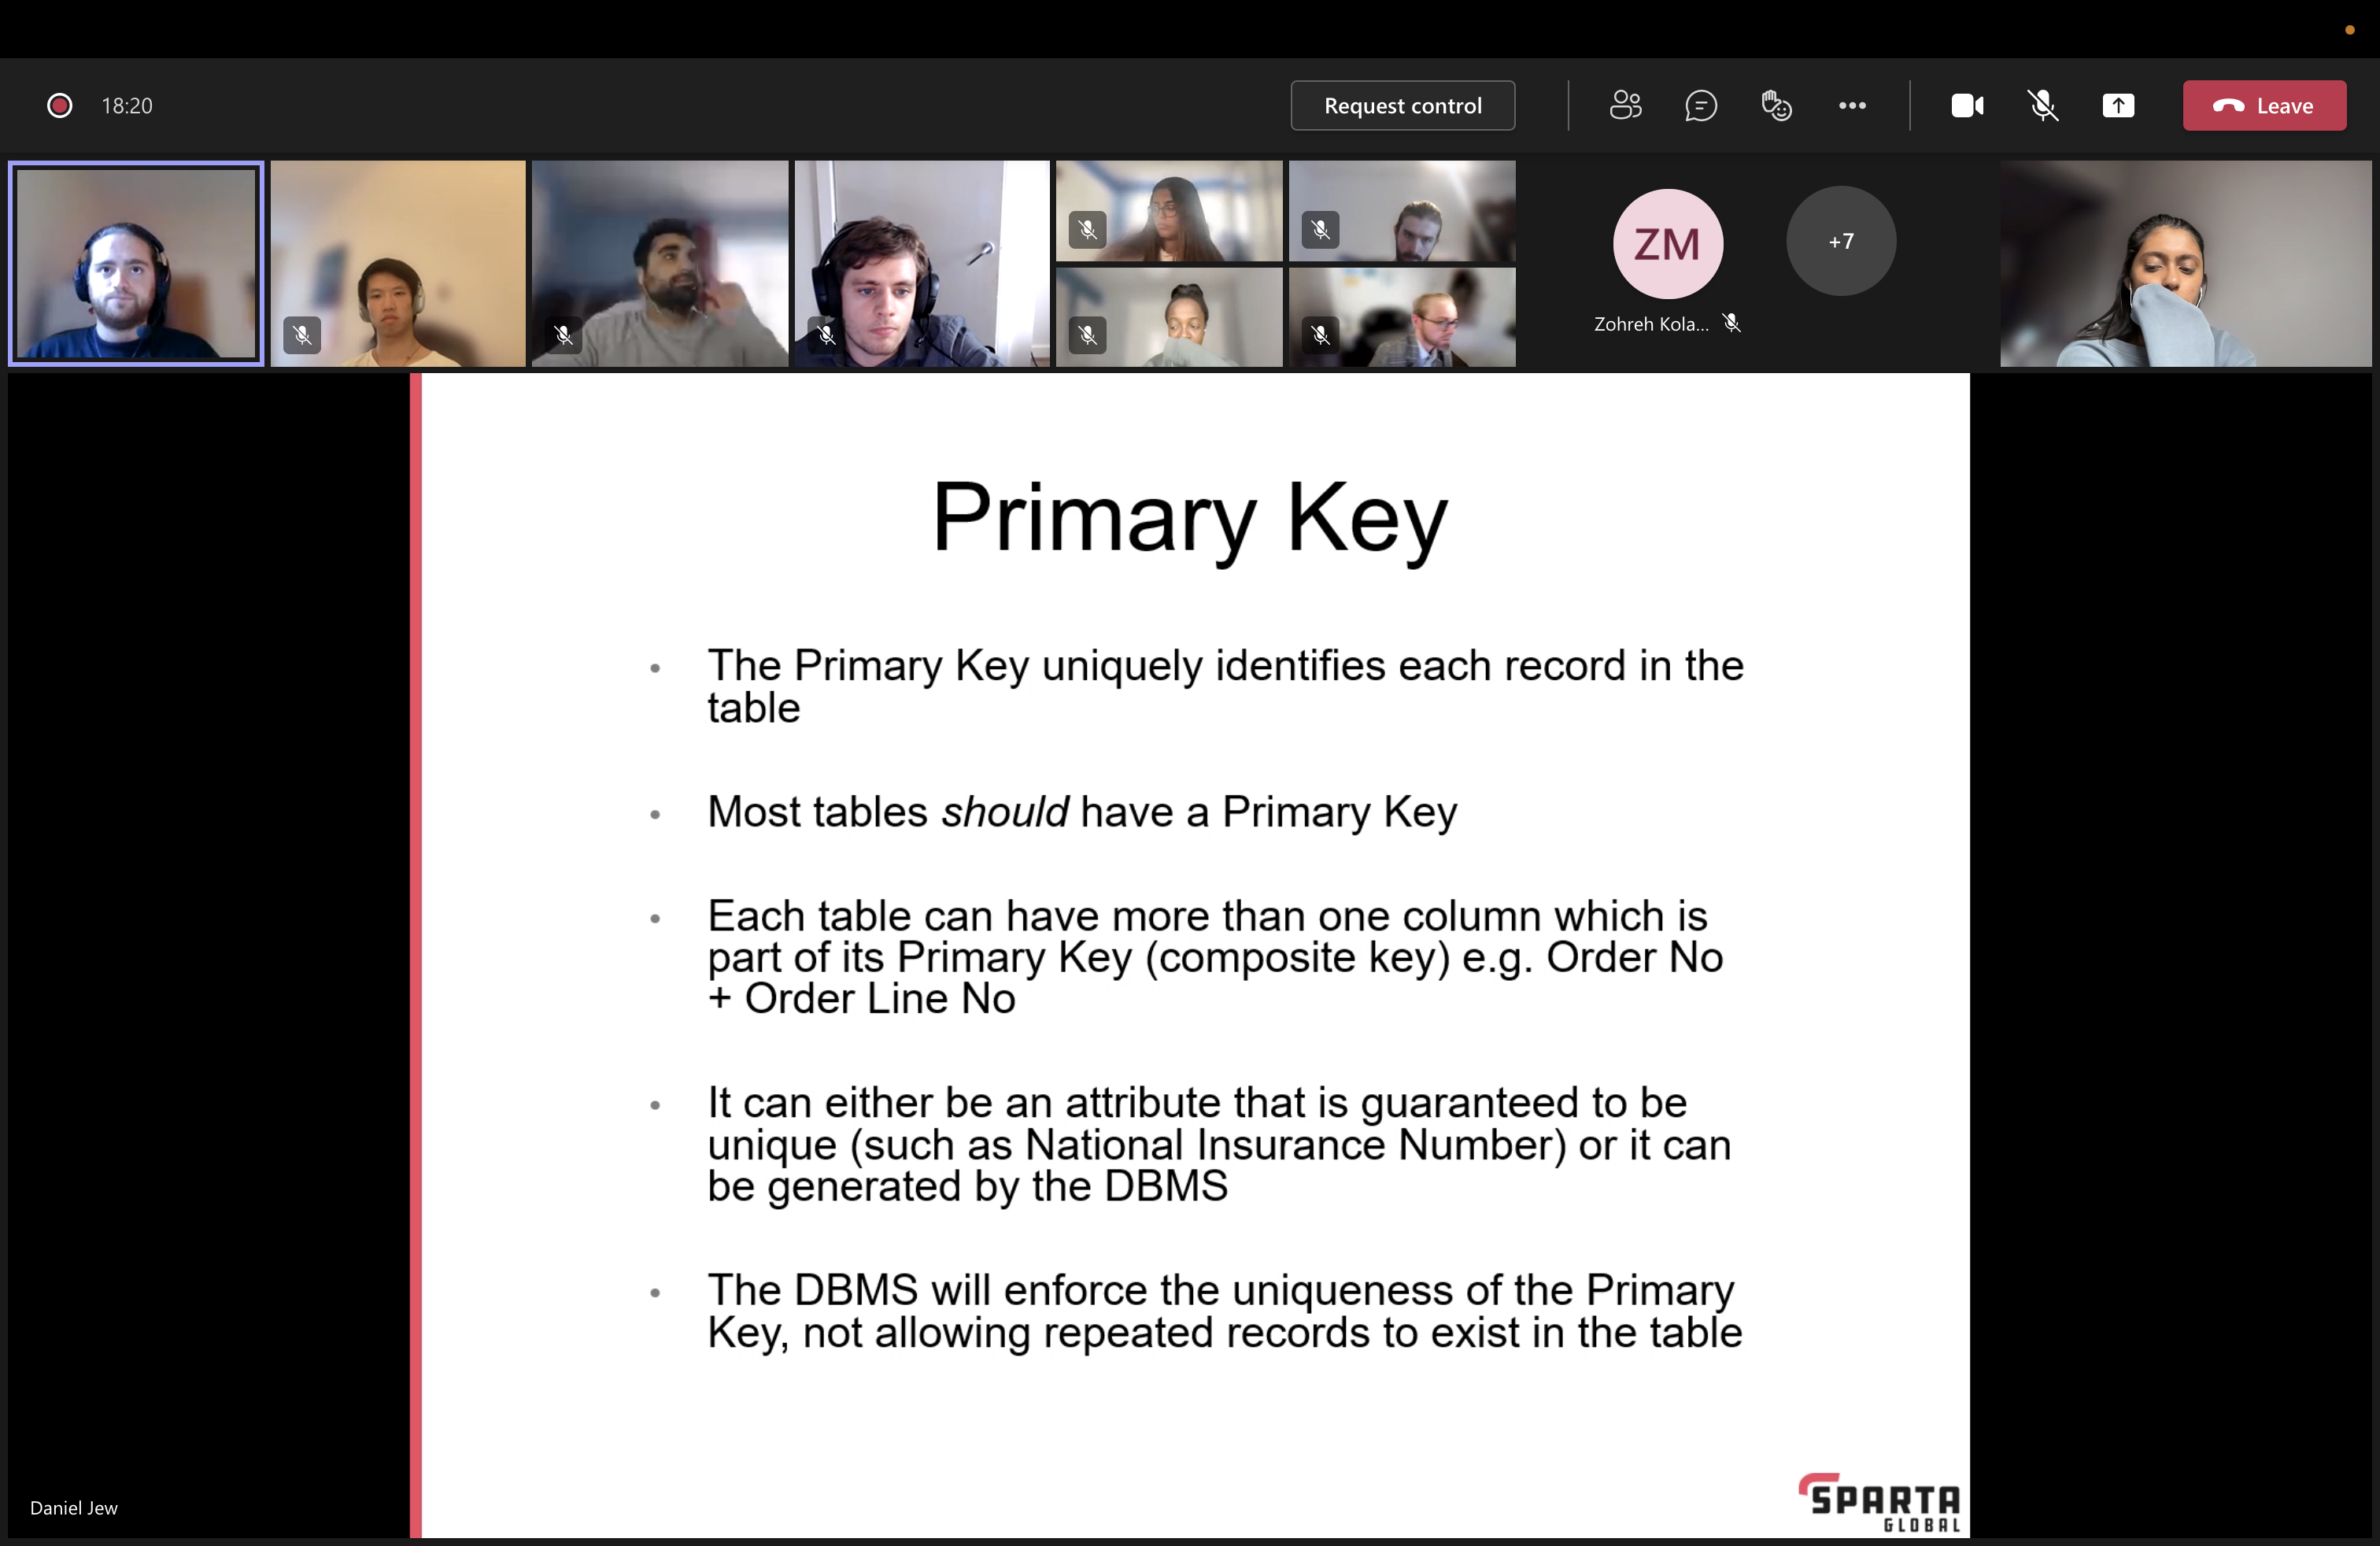 18:20
Request control
Leave
ZM
+7
Zohreh Kola...
Primary Key
• The Primary Key uniquely identifies each record in the
table
• Most tables should have a Primary Key
• Each table can have more than one column which is
part of its Primary Key (composite key) e.g. Order No
+ Order Line No
• It can either be an attribute that is guaranteed to be
unique (such as National Insurance Number) or it can
be generated by the DBMS
• The DBMS will enforce the uniqueness of the Primary
Key, not allowing repeated records to exist in the table
Daniel Jew
SPARTA
GLOBAL